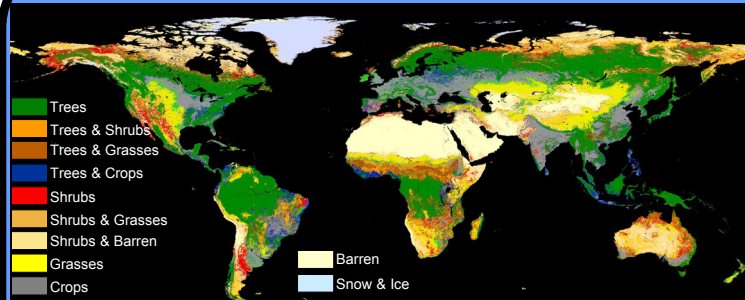 Trees
Trees & Shrubs
Trees & Grasses
Trees & Crops
Shrubs
Shrubs & Grasses
Shrubs & Barren
Grasses
Crops
Barren
Snow & Ice